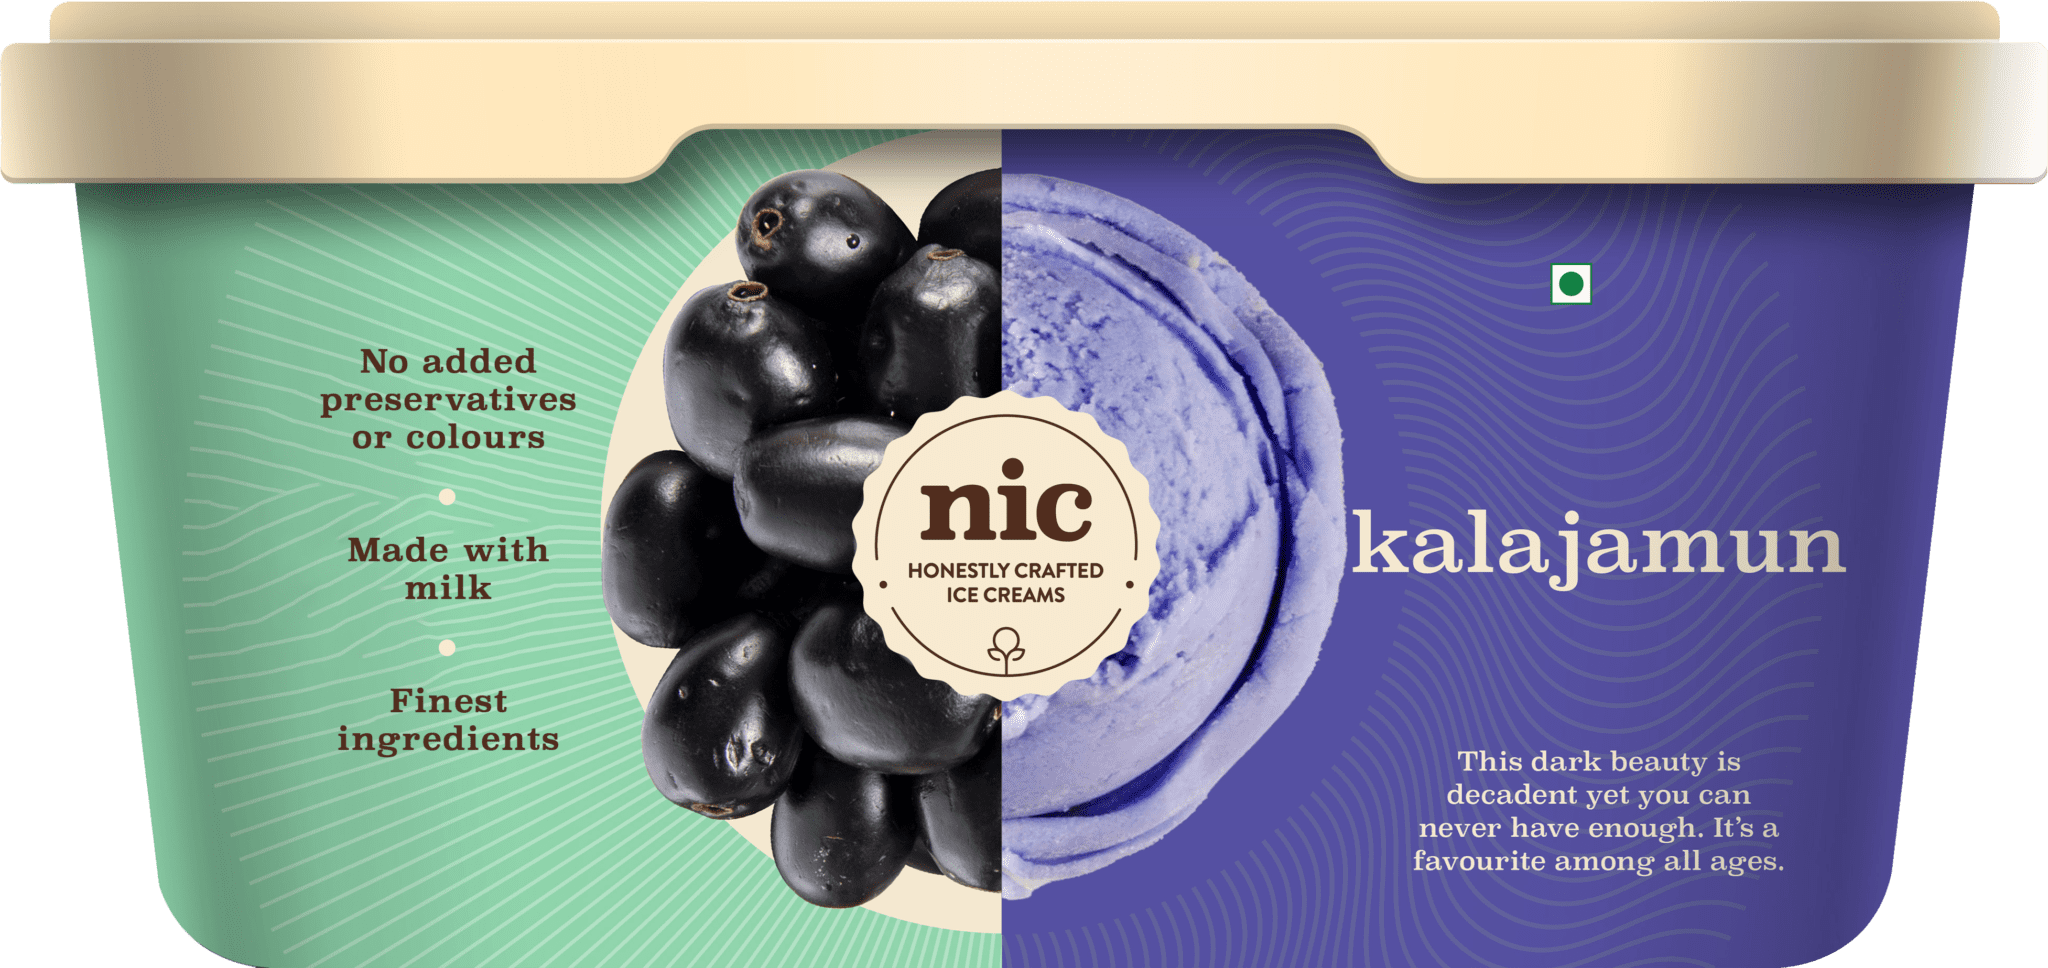 No added
preservatives
or colours
Made with
milk
Finest
ingredients
nic
HONESTLY CRAFTED
ICE CREAMS
kalajamun
This dark beauty is
decadent yet you can
never have enough. It's a
favourite among all ages.